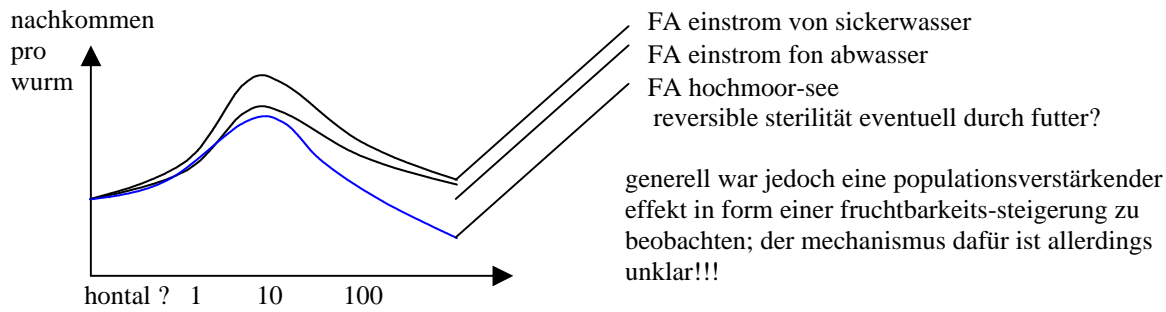 nachkommen
pro
wurm
FA einstrom von sickerwasser
FA einstrom fon abwasser
FA hochmoor-see
reversible sterilität eventuell durch futter?
generell war jedoch eine populationsverstärkender
effekt in form einer fruchtbarkeits-steigerung zu
beobachten; der mechanismus dafür ist allerdings
unklar!!!
hontal ? 1 10 100